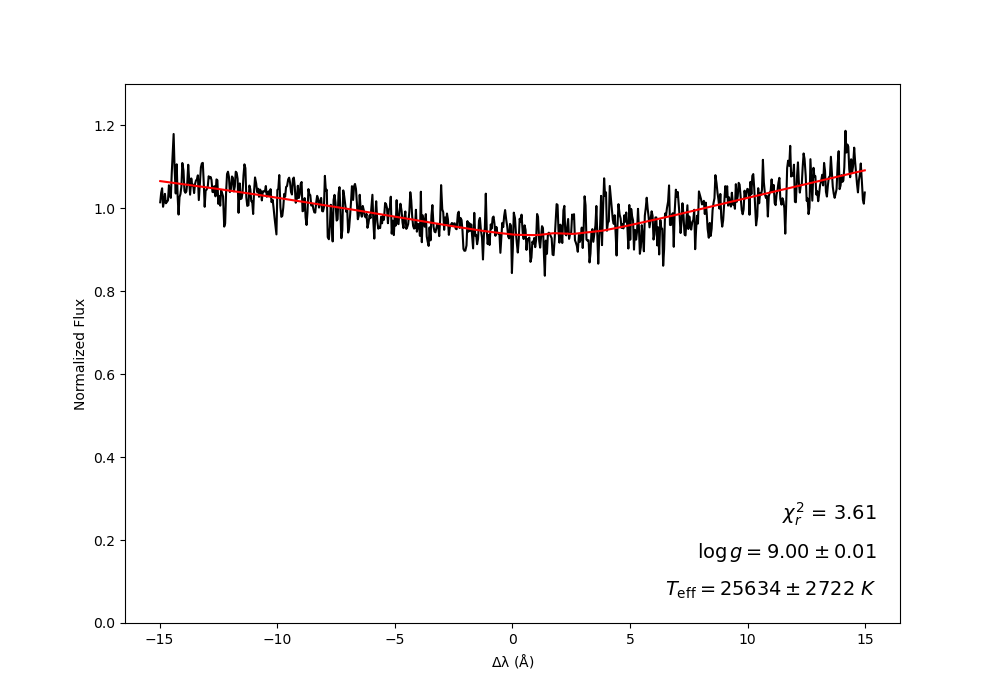 1.2
1.0
0.8
0.6
0.4
0.2
0.0
Normalized Flux
χ²ᵣ = 3.61
log g = 9.00 ± 0.01
T_eff = 25634 ± 2722 K
−15 −10 −5 0 5 10 15
Δλ (Å)